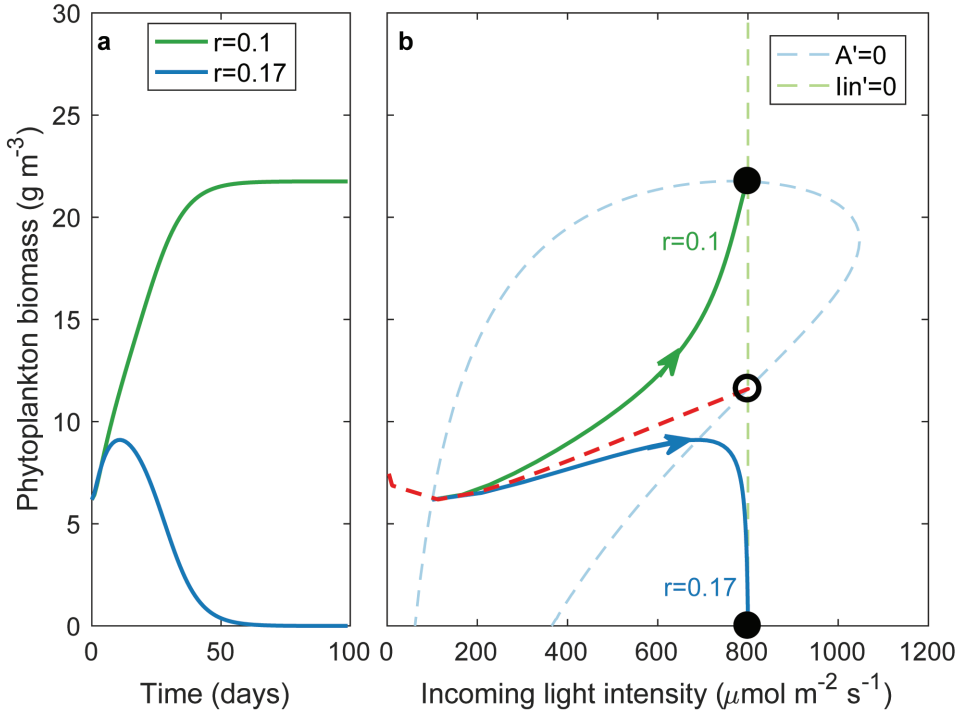 a
r=0.1
r=0.17
Phytoplankton biomass (g m⁻³)
30
25
20
15
10
5
0
0
50
100
Time (days)
b
A'=0
Iin'=0
r=0.1
r=0.17
0
200
400
600
800
1000
1200
Incoming light intensity (μmol m⁻² s⁻¹)